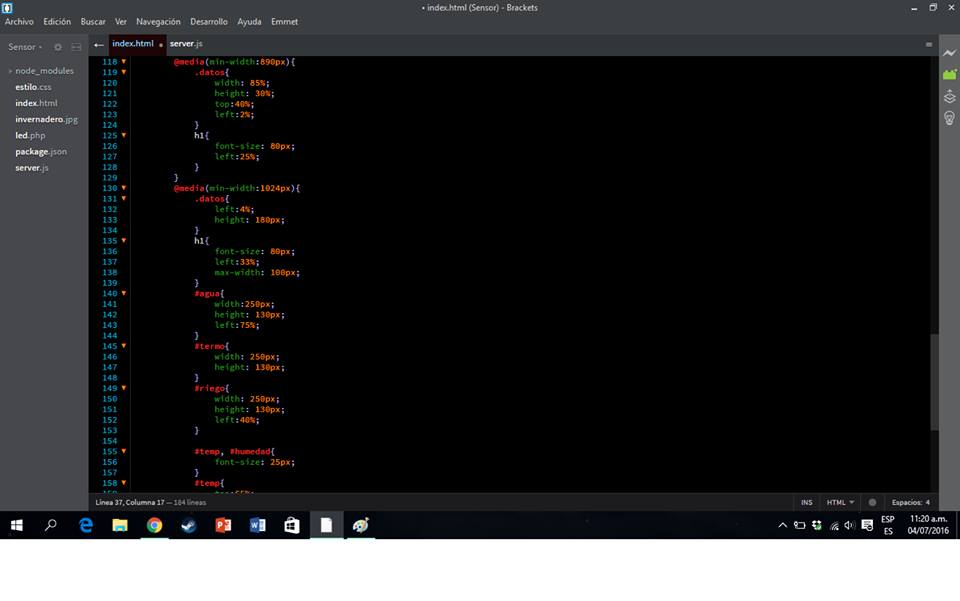 • index.html (Sensor) - Brackets
Archivo Edición Buscar Ver Navegación Desarrollo Ayuda Emmet
Sensor
index.html •
server.js
node_modules
estilo.css
index.html
invernadero.jpg
led.php
package.json
server.js
118 @media(min-width:890px){
119 .datos{
120 width: 85%;
121 height: 30%;
122 top:40%;
123 left:2%;
124 }
125 h1{
126 font-size: 80px;
127 left:25%;
128 }
129 }
130 @media(min-width:1024px){
131 .datos{
132 left:4%;
133 height: 180px;
134 }
135 h1{
136 font-size: 80px;
137 left:33%;
138 max-width: 100px;
139 }
140 #agua{
141 width:250px;
142 height: 130px;
143 left:75%;
144 }
145 #termo{
146 width: 250px;
147 height: 130px;
148 }
149 #riego{
150 width: 250px;
151 height: 130px;
152 left:40%;
153 }
154
155 #temp, #humedad{
156 font-size: 25px;
157 }
158 #temp{
Línea 37, Columna 17 — 184 líneas
INS HTML Espacios: 4
ESP
ES
11:20 a.m.
04/07/2016